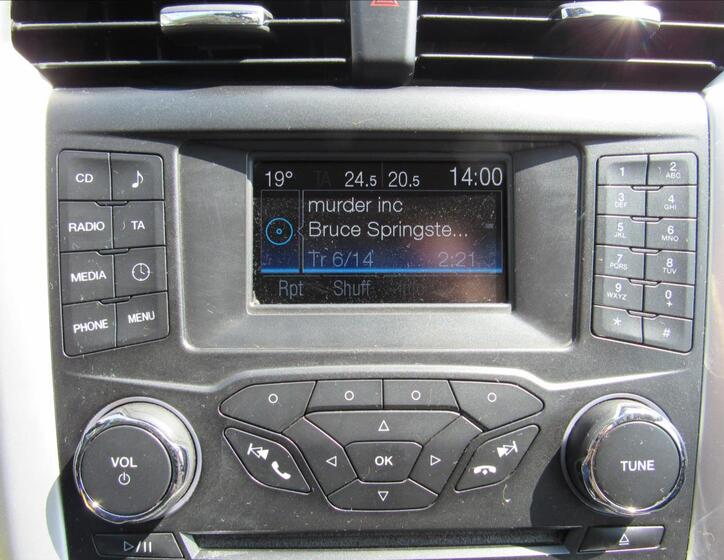 19° TA 24.5 20.5 14:00
murder inc
Bruce Springste...
Tr 6/14 2:21
Rpt Shuff Info
CD
RADIO TA
MEDIA
PHONE MENU
1 2 ABC
3 DEF 4 GHI
5 JKL 6 MNO
7 PQRS 8 TUV
9 WXYZ 0 +
* #
VOL
OK
TUNE